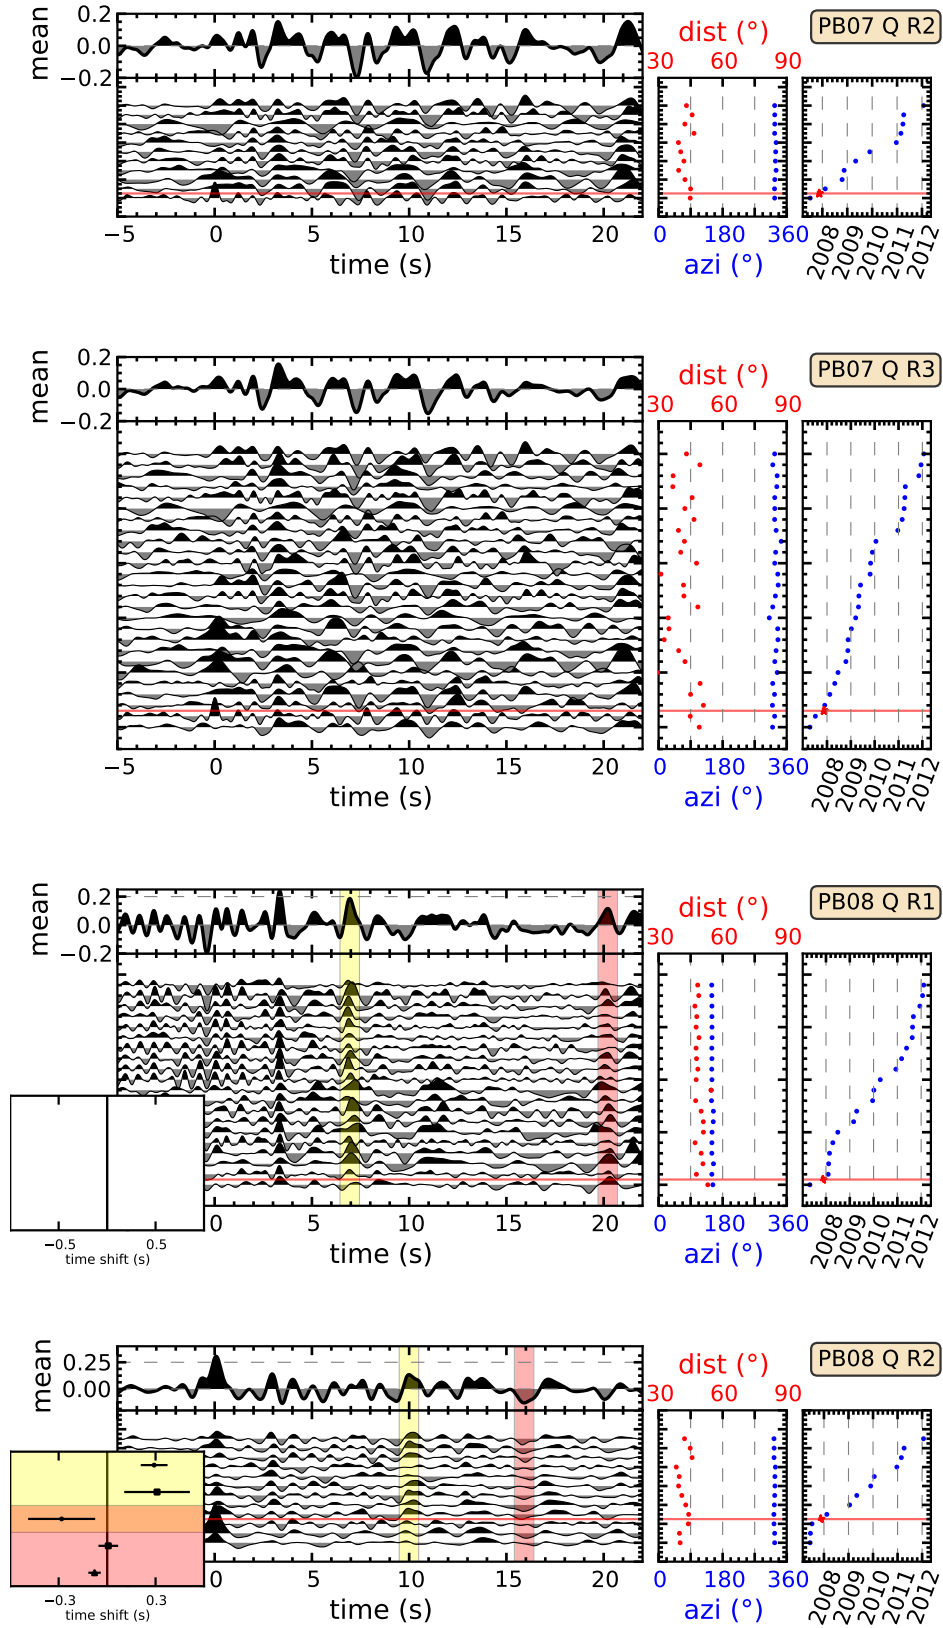 mean
0.2
0.0
−0.2
dist (°)
30 60 90
PB07 Q R2
−5 0 5 10 15 20
time (s)
0 180 360
azi (°)
2008 2009 2010 2011 2012
mean
0.2
0.0
−0.2
dist (°)
30 60 90
PB07 Q R3
−5 0 5 10 15 20
time (s)
0 180 360
azi (°)
2008 2009 2010 2011 2012
mean
0.2
0.0
−0.2
dist (°)
30 60 90
PB08 Q R1
0 5 10 15 20
time (s)
−0.5 0.5
time shift (s)
0 180 360
azi (°)
2008 2009 2010 2011 2012
mean
0.25
0.00
dist (°)
30 60 90
PB08 Q R2
0 5 10 15 20
time (s)
−0.3 0.3
time shift (s)
0 180 360
azi (°)
2008 2009 2010 2011 2012